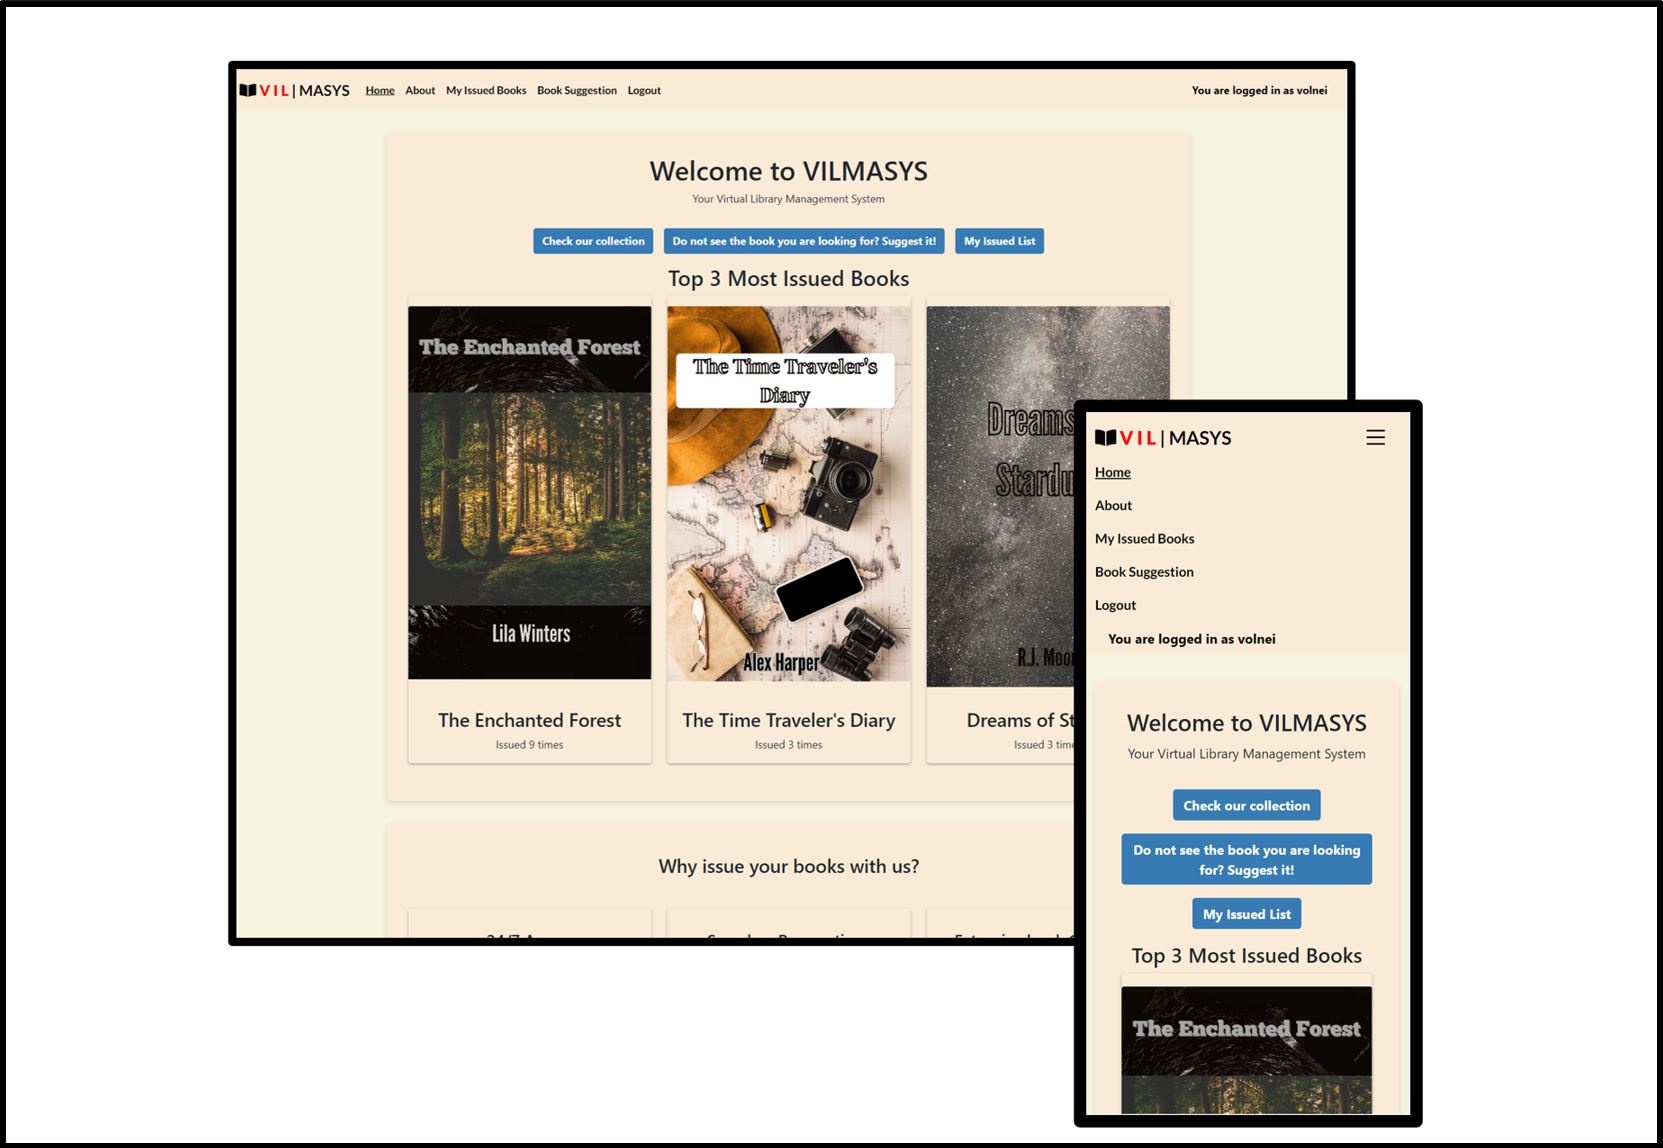 VIL|MASYS Home About My Issued Books Book Suggestion Logout You are logged in as volnei
Welcome to VILMASYS
Your Virtual Library Management System
Check our collection Do not see the book you are looking for? Suggest it! My Issued List
Top 3 Most Issued Books
The Enchanted Forest
Lila Winters
The Enchanted Forest
Issued 9 times
The Time Traveler's
Diary
Alex Harper
The Time Traveler's Diary
Issued 3 times
Dreams
Stardu
R.J. Moo
Dreams of St
Issued 3 time
Why issue your books with us?
VIL|MASYS
Home
About
My Issued Books
Book Suggestion
Logout
You are logged in as volnei
Welcome to VILMASYS
Your Virtual Library Management System
Check our collection
Do not see the book you are looking
for? Suggest it!
My Issued List
Top 3 Most Issued Books
The Enchanted Forest